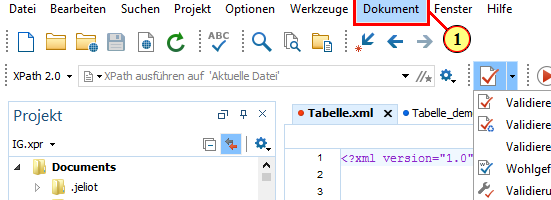 Datei Bearbeiten Suchen Projekt Optionen Werkzeuge Dokument Fenster Hilfe
1
ABC
XPath 2.0 XPath ausführen auf 'Aktuelle Datei'
Projekt
IG.xpr
Documents
.jeliot
Tabelle.xml Tabelle_dem
1 <?xml version="1.0"
2
3
Validiere
Validiere
Validiere
Wohlgef
Validieru